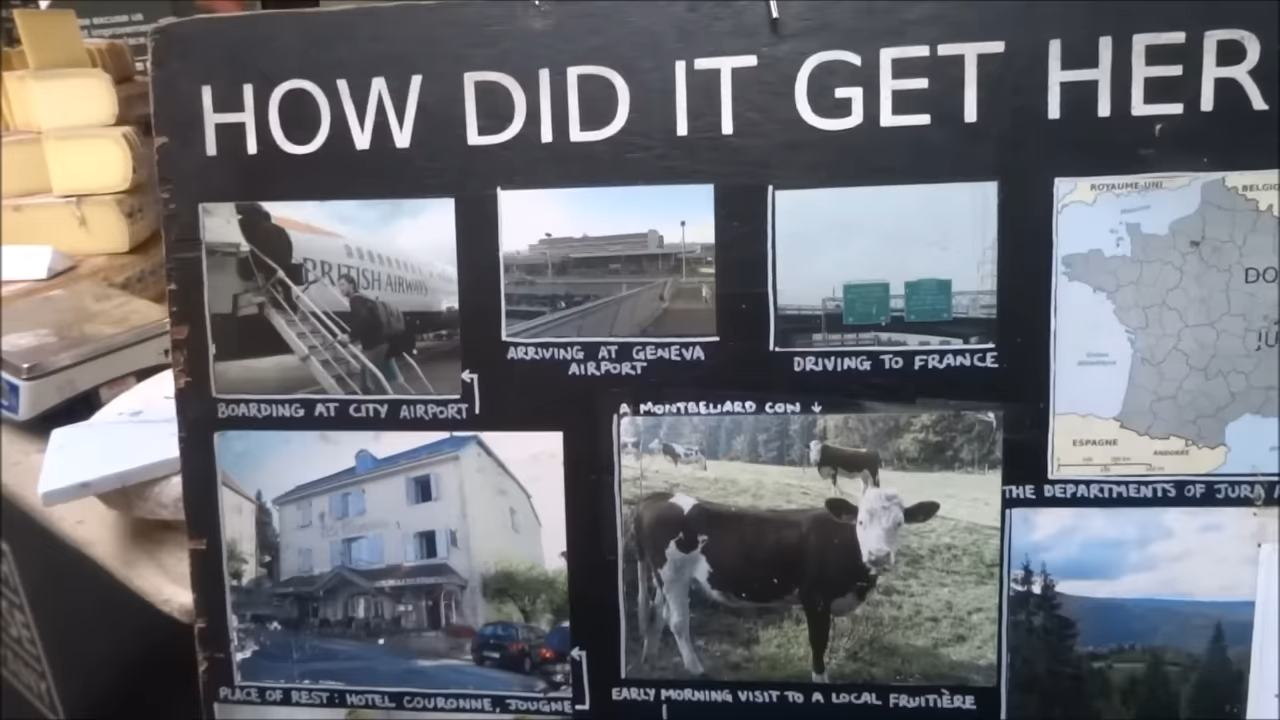 HOW DID IT GET HER
BRITISH AIRWAYS
BOARDING AT CITY AIRPORT
ARRIVING AT GENEVA
AIRPORT
DRIVING TO FRANCE
ROYAUME-UNI
BELGIQ
DO
JU
ESPAGNE
ANDORRE
THE DEPARTMENTS OF JURA
A MONTBELIARD COW ↓
PLACE OF REST: HOTEL COURONNE, JOUGNE
EARLY MORNING VISIT TO A LOCAL FRUITIÈRE